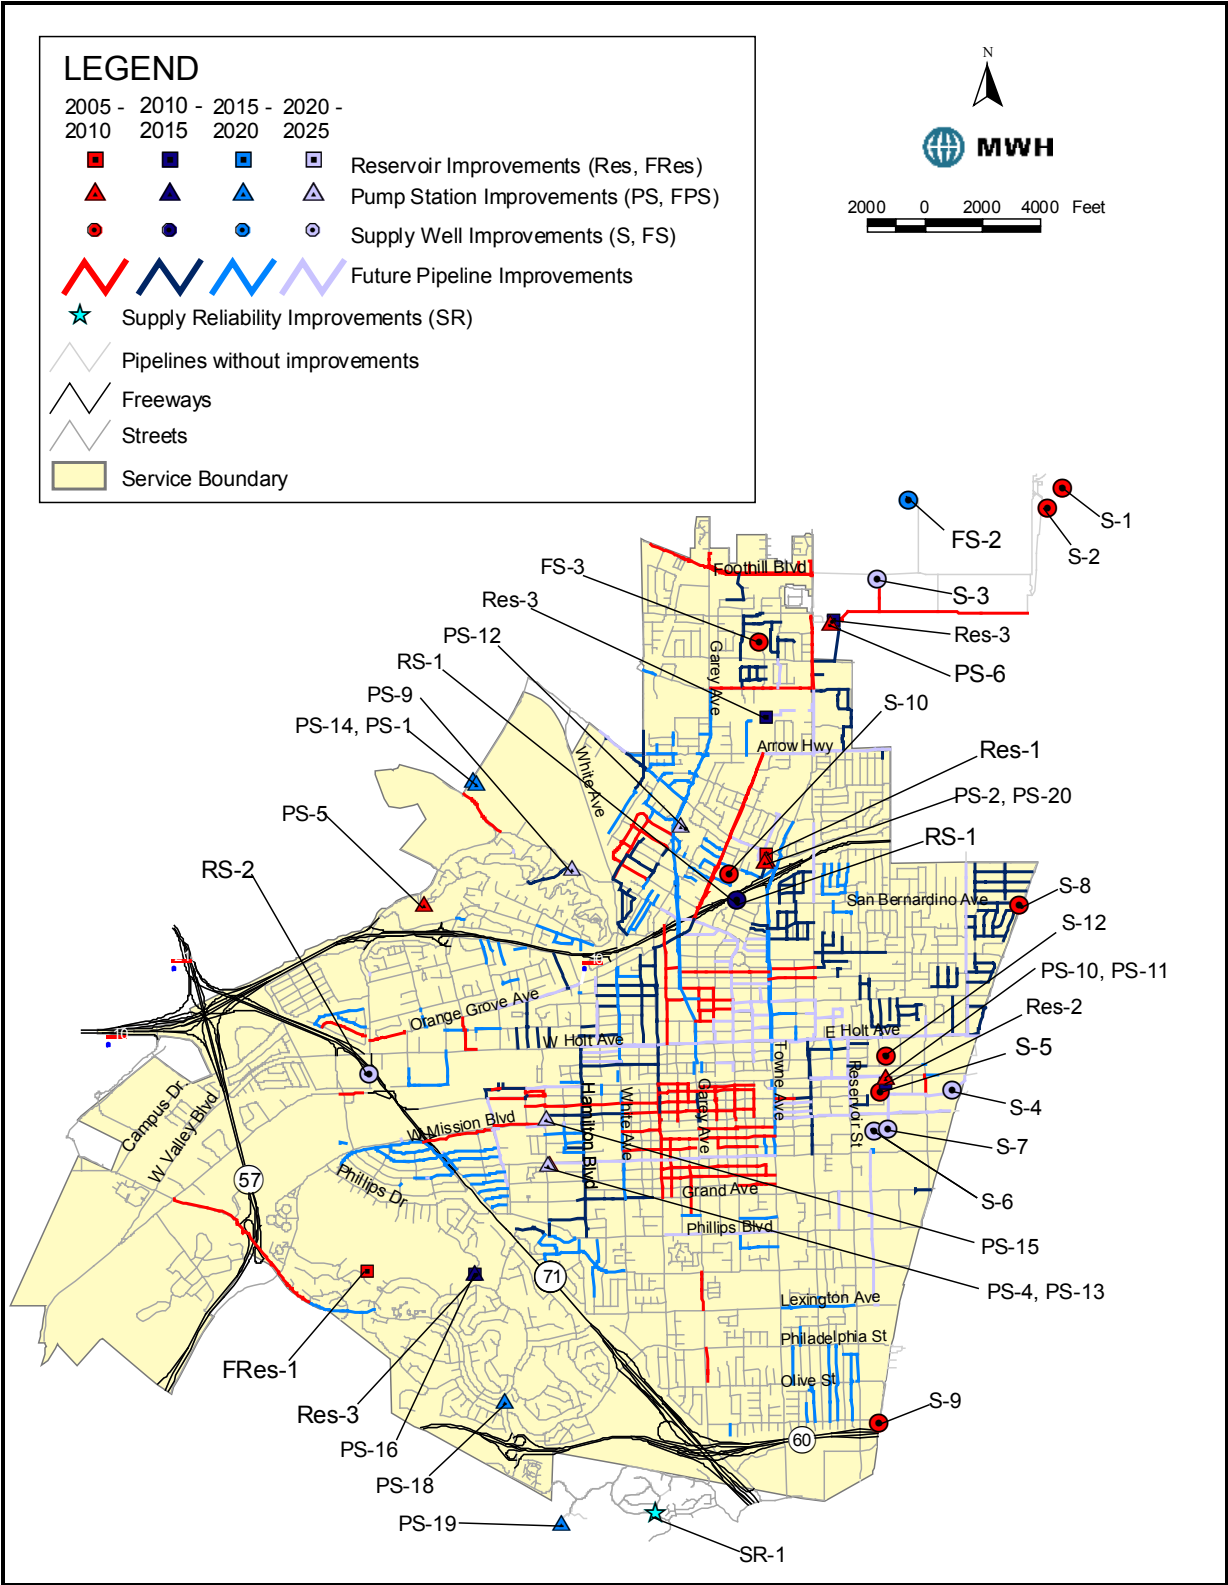 LEGEND
2005 - 2010 - 2015 - 2020 -
2010 2015 2020 2025
Reservoir Improvements (Res, FRes)
Pump Station Improvements (PS, FPS)
Supply Well Improvements (S, FS)
Future Pipeline Improvements
Supply Reliability Improvements (SR)
Pipelines without improvements
Freeways
Streets
Service Boundary
N
MWH
2000 0 2000 4000 Feet
S-1
FS-2
S-2
FS-3
Foothill Blvd
S-3
Res-3
Res-3
PS-12
Garey Ave
RS-1
PS-6
PS-9
S-10
PS-14, PS-1
Arrow Hwy
Res-1
White Ave
PS-2, PS-20
PS-5
RS-1
RS-2
S-8
San Bernardino Ave
S-12
PS-10, PS-11
Orange Grove Ave
Res-2
10
W Holt Ave
E Holt Ave
S-5
Towne Ave
Reservoir St
Campus Dr.
W Valley Blvd
Hamilton Blvd
White Ave
Garey Ave
S-4
W Mission Blvd
S-7
57
Phillips Dr
Grand Ave
S-6
Phillips Blvd
PS-15
71
PS-4, PS-13
Lexington Ave
Philadelphia St
FRes-1
Olive St
Res-3
S-9
PS-16
60
PS-18
PS-19
SR-1